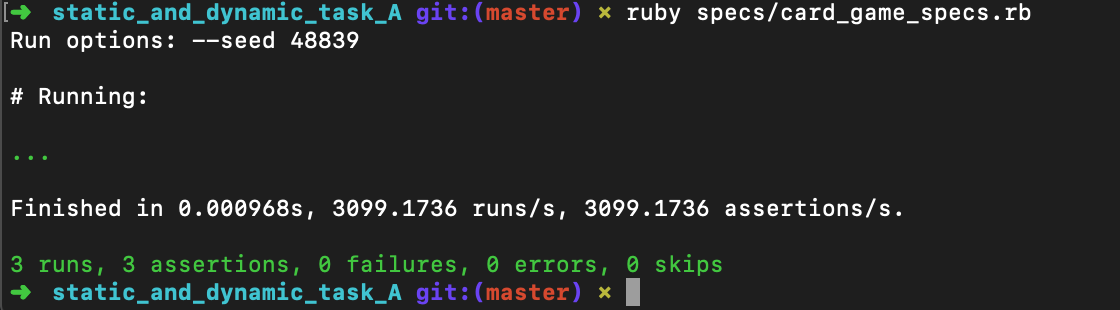 [➜  static_and_dynamic_task_A git:(master) × ruby specs/card_game_specs.rb
Run options: --seed 48839
# Running:
...
Finished in 0.000968s, 3099.1736 runs/s, 3099.1736 assertions/s.
3 runs, 3 assertions, 0 failures, 0 errors, 0 skips
➜  static_and_dynamic_task_A git:(master) ×